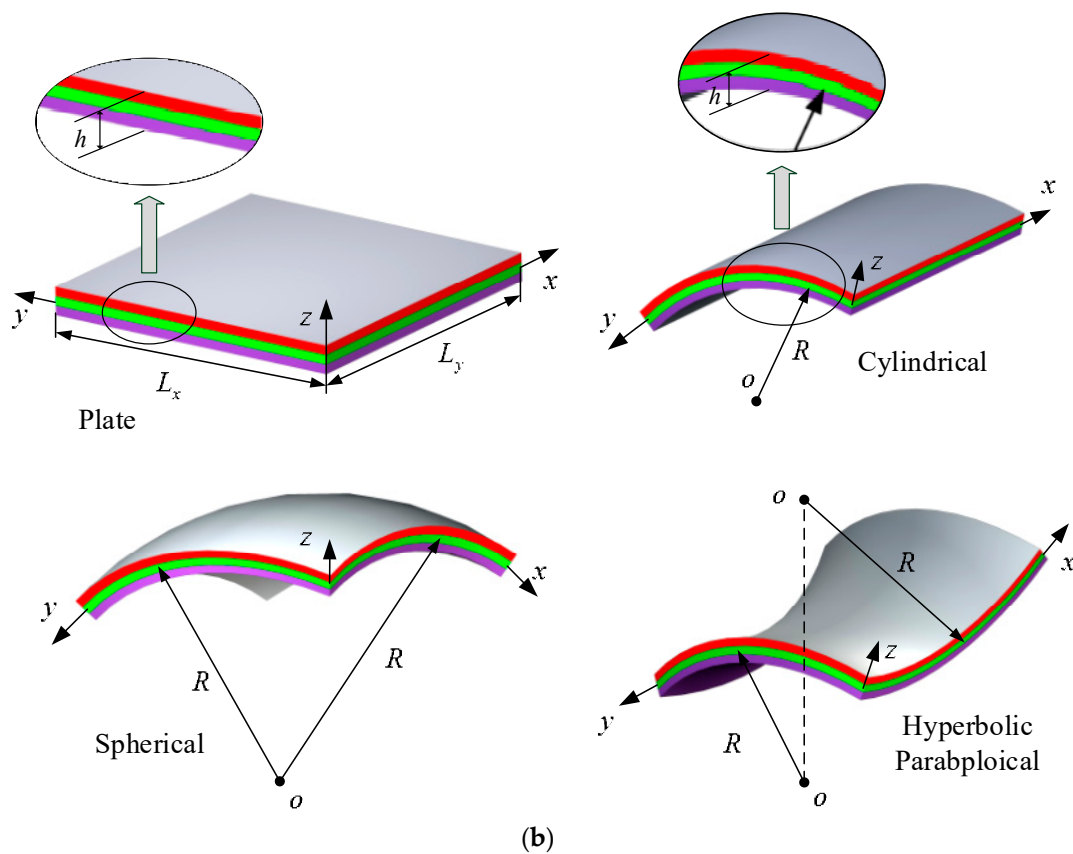 h
y
z
x
L_x
L_y
Plate
h
x
z
y
R
o
Cylindrical
z
y
x
R
R
Spherical
o
o
R
x
z
y
R
o
Hyperbolic
Parabploical
(b)